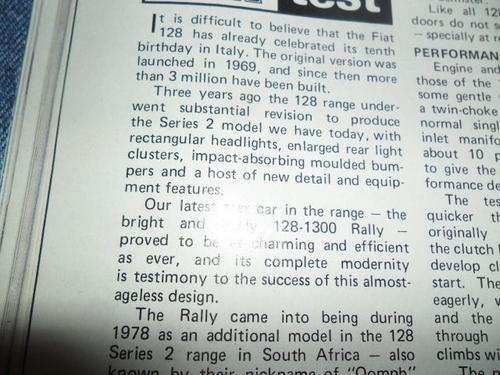 test
It is difficult to believe that the Fiat
128 has already celebrated its tenth
birthday in Italy. The original version was
launched in 1969, and since then more
than 3 million have been built.
Three years ago the 128 range under-
went substantial revision to produce
the Series 2 model we have today, with
rectangular headlights, enlarged rear light
clusters, impact-absorbing moulded bum-
pers and a host of new detail and equip-
ment features.
Our latest test car in the range — the
bright and 128-1300 Rally —
proved to be as charming and efficient
as ever, and its complete modernity
is testimony to the success of this almost-
ageless design.
The Rally came into being during
1978 as an additional model in the 128
Series 2 range in South Africa — also
known by their nickname of "Oomph"
Like all 12
doors do not s
— specially at r
PERFORMAN
Engine and
those of the
some gentle
a twin-choke
normal singl
inlet manifo
about 10 p
to give the
formance de
The tes
quicker th
originally
the clutch l
develop cl
start. The
eagerly, v
and the
through
climbs wi